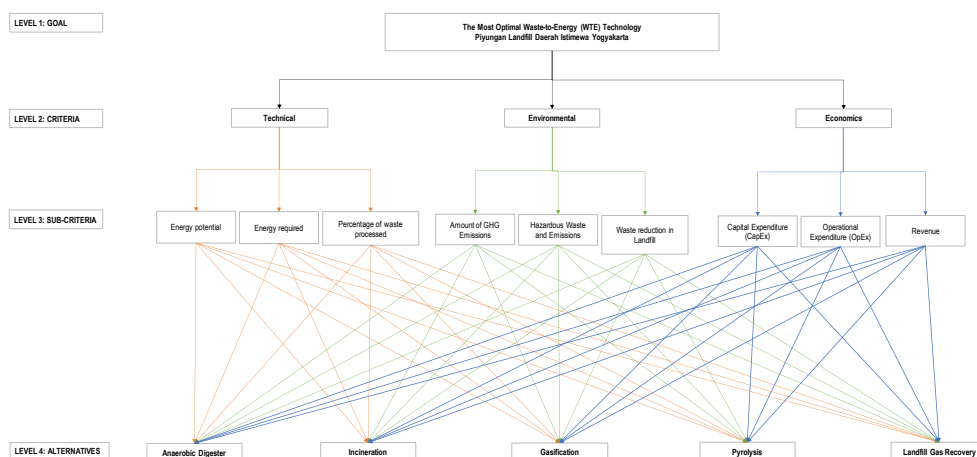 LEVEL 1: GOAL
The Most Optimal Waste-to-Energy (WTE) Technology
Piyungan Landfill Daerah Istimewa Yogyakarta
LEVEL 2: CRITERIA
Technical
Environmental
Economics
LEVEL 3: SUB-CRITERIA
Energy potential
Energy required
Percentage of waste
processed
Amount of GHG
Emissions
Hazardous Waste
and Emissions
Waste reduction in
Landfill
Capital Expenditure
(CapEx)
Operational
Expenditure (OpEx)
Revenue
LEVEL 4: ALTERNATIVES
Anaerobic Digester
Incineration
Gasification
Pyrolysis
Landfill Gas Recovery